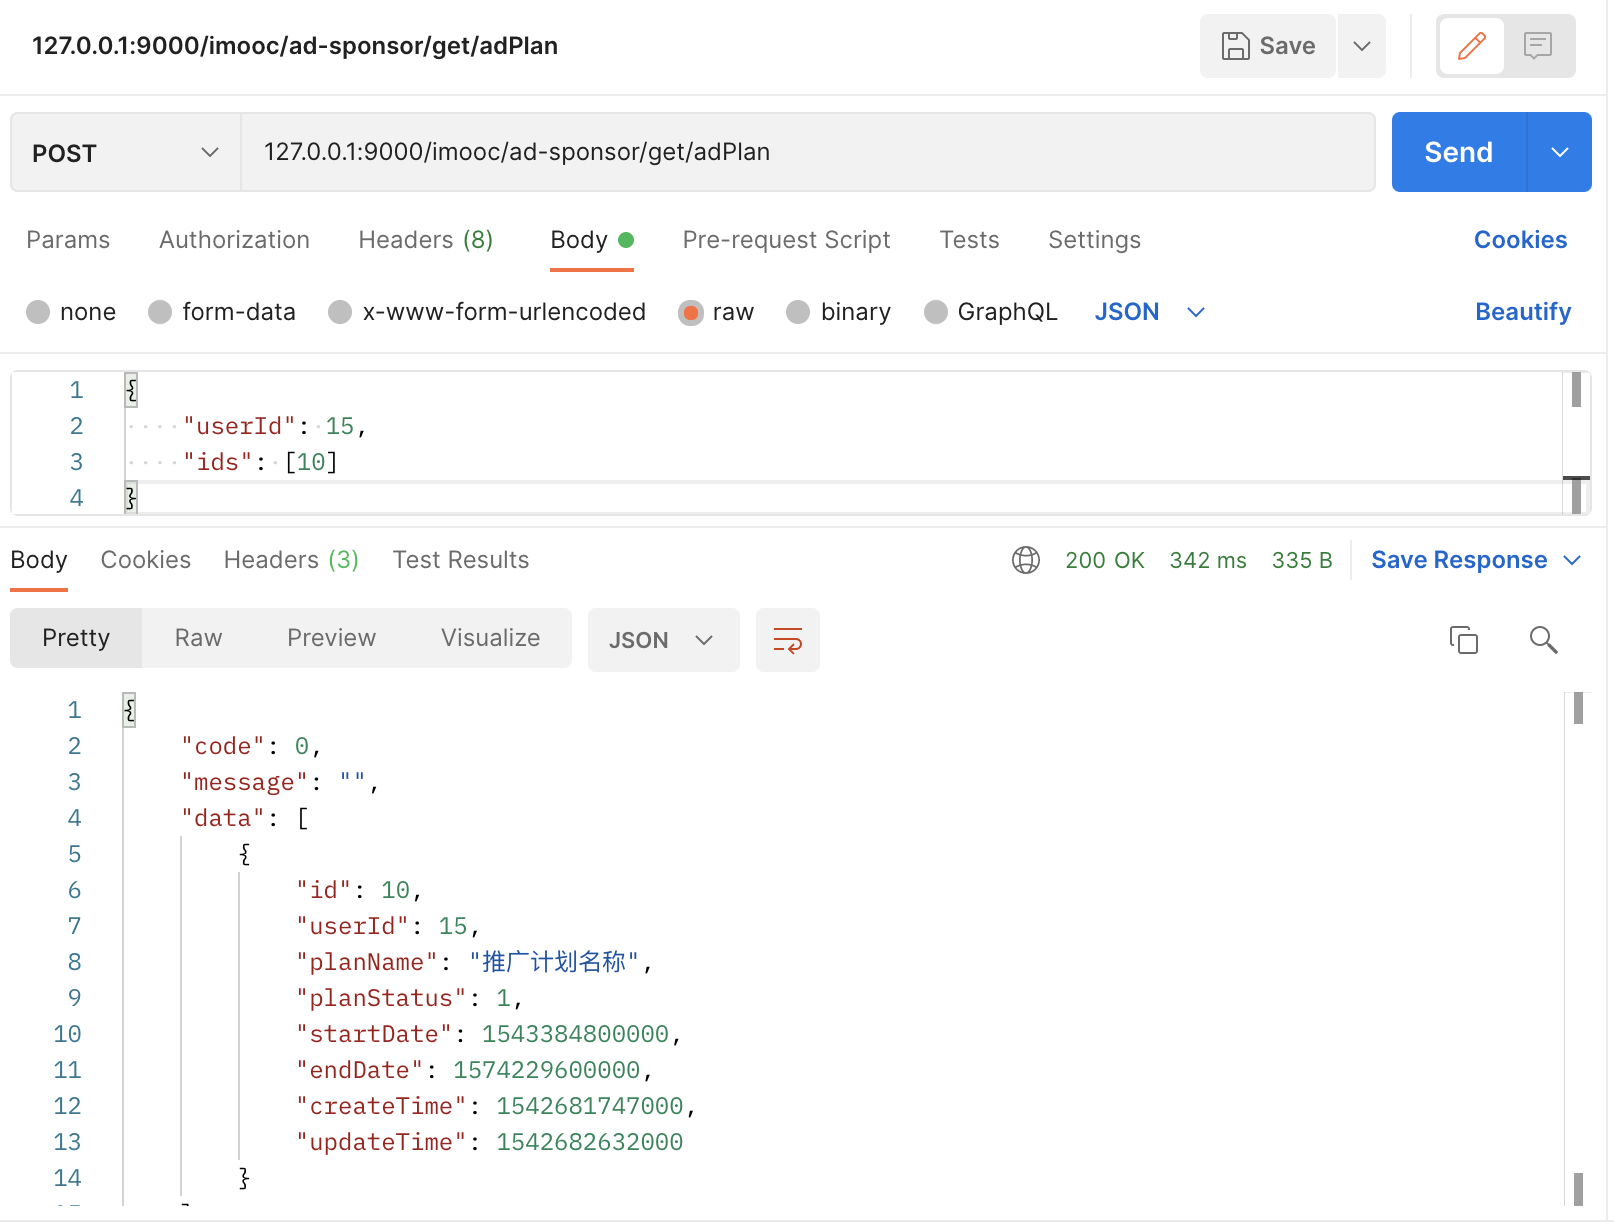 127.0.0.1:9000/imooc/ad-sponsor/get/adPlan
Save
POST
127.0.0.1:9000/imooc/ad-sponsor/get/adPlan
Send
Params Authorization Headers (8) Body Pre-request Script Tests Settings Cookies
none form-data x-www-form-urlencoded raw binary GraphQL JSON Beautify
1 {
2 "userId": 15,
3 "ids": [10]
4 }
Body Cookies Headers (3) Test Results 200 OK 342 ms 335 B Save Response
Pretty Raw Preview Visualize JSON
1 {
2 "code": 0,
3 "message": "",
4 "data": [
5 {
6 "id": 10,
7 "userId": 15,
8 "planName": "推广计划名称",
9 "planStatus": 1,
10 "startDate": 1543384800000,
11 "endDate": 1574229600000,
12 "createTime": 1542681747000,
13 "updateTime": 1542682632000
14 }